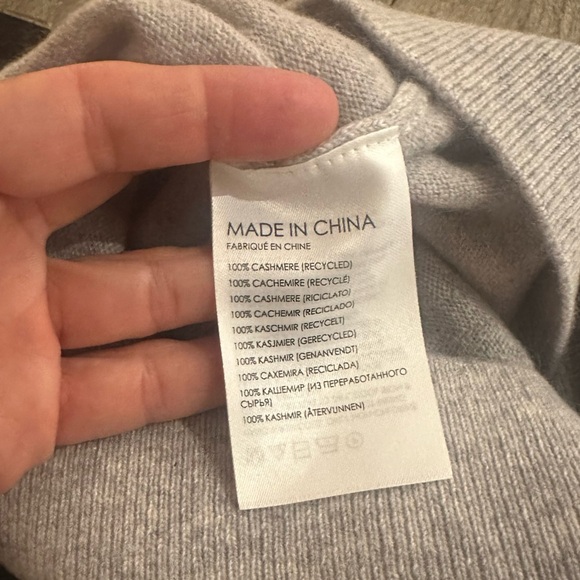 MADE IN CHINA
FABRIQUÉ EN CHINE
100% CASHMERE (RECYCLED)
100% CACHEMIRE (RECYCLÉ)
100% CASHMERE (RICICLATO)
100% CACHEMIR (RECICLADO)
100% KASCHMIR (RECYCELT)
100% KASJMIER (GERECYCLED)
100% KASHMIR (GENANVENDT)
100% CAXEMIRA (RECICLADA)
100% КАШЕМИР (ИЗ ПЕРЕРАБОТАННОГО
СЫРЬЯ)
100% KASHMIR (ÅTERVUNNEN)